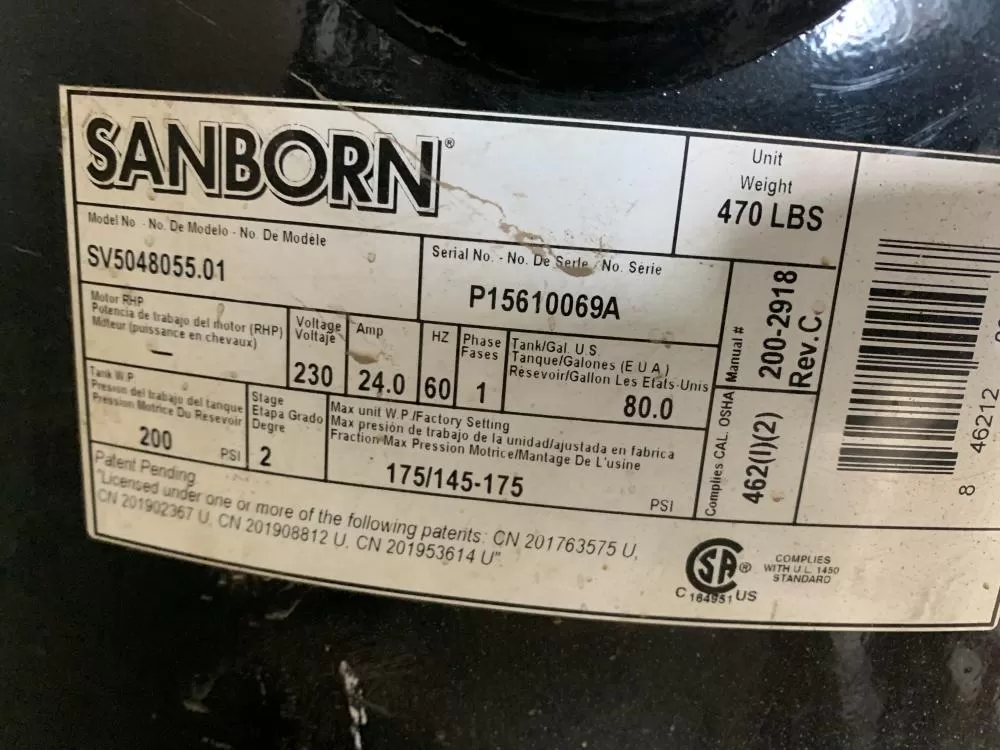 SANBORN®
Unit
Weight
470 LBS
Model No - No. De Modelo - No. De Modèle
SV5048055.01
Serial No. - No. De Serie / No. Série
P15610069A
Motor RHP
Potencia de trabajo del motor (RHP)
Moteur (puissance en chevaux)
—
Voltage
Voltaje
230
Amp
24.0
HZ
60
Phase
Fases
1
Tank/Gal. U.S.
Tanque/Galones (E U A)
Résevoir/Gallon Les Etats-Unis
80.0
Manual #
200-2918
Rev.C
Tank W.P.
Presion del trabajo del tanque
Pression Motrice Du Resevoir
200
PSI
Stage
Etapa Grado
Degre
2
Max unit W.P/Factory Setting
Max presión de trabajo de la unidad/ajustada en fabrica
Fraction Max Pression Motrice/Mantage De L'usine
175/145-175
PSI
Complies CAL. OSHA
462(I)(2)
8 46212
Patent Pending
"Licensed under one or more of the following patents: CN 201763575 U,
CN 201902367 U, CN 201908812 U, CN 201953614 U"
SA®
C 164951 US
COMPLIES
WITH U.L. 1450
STANDARD